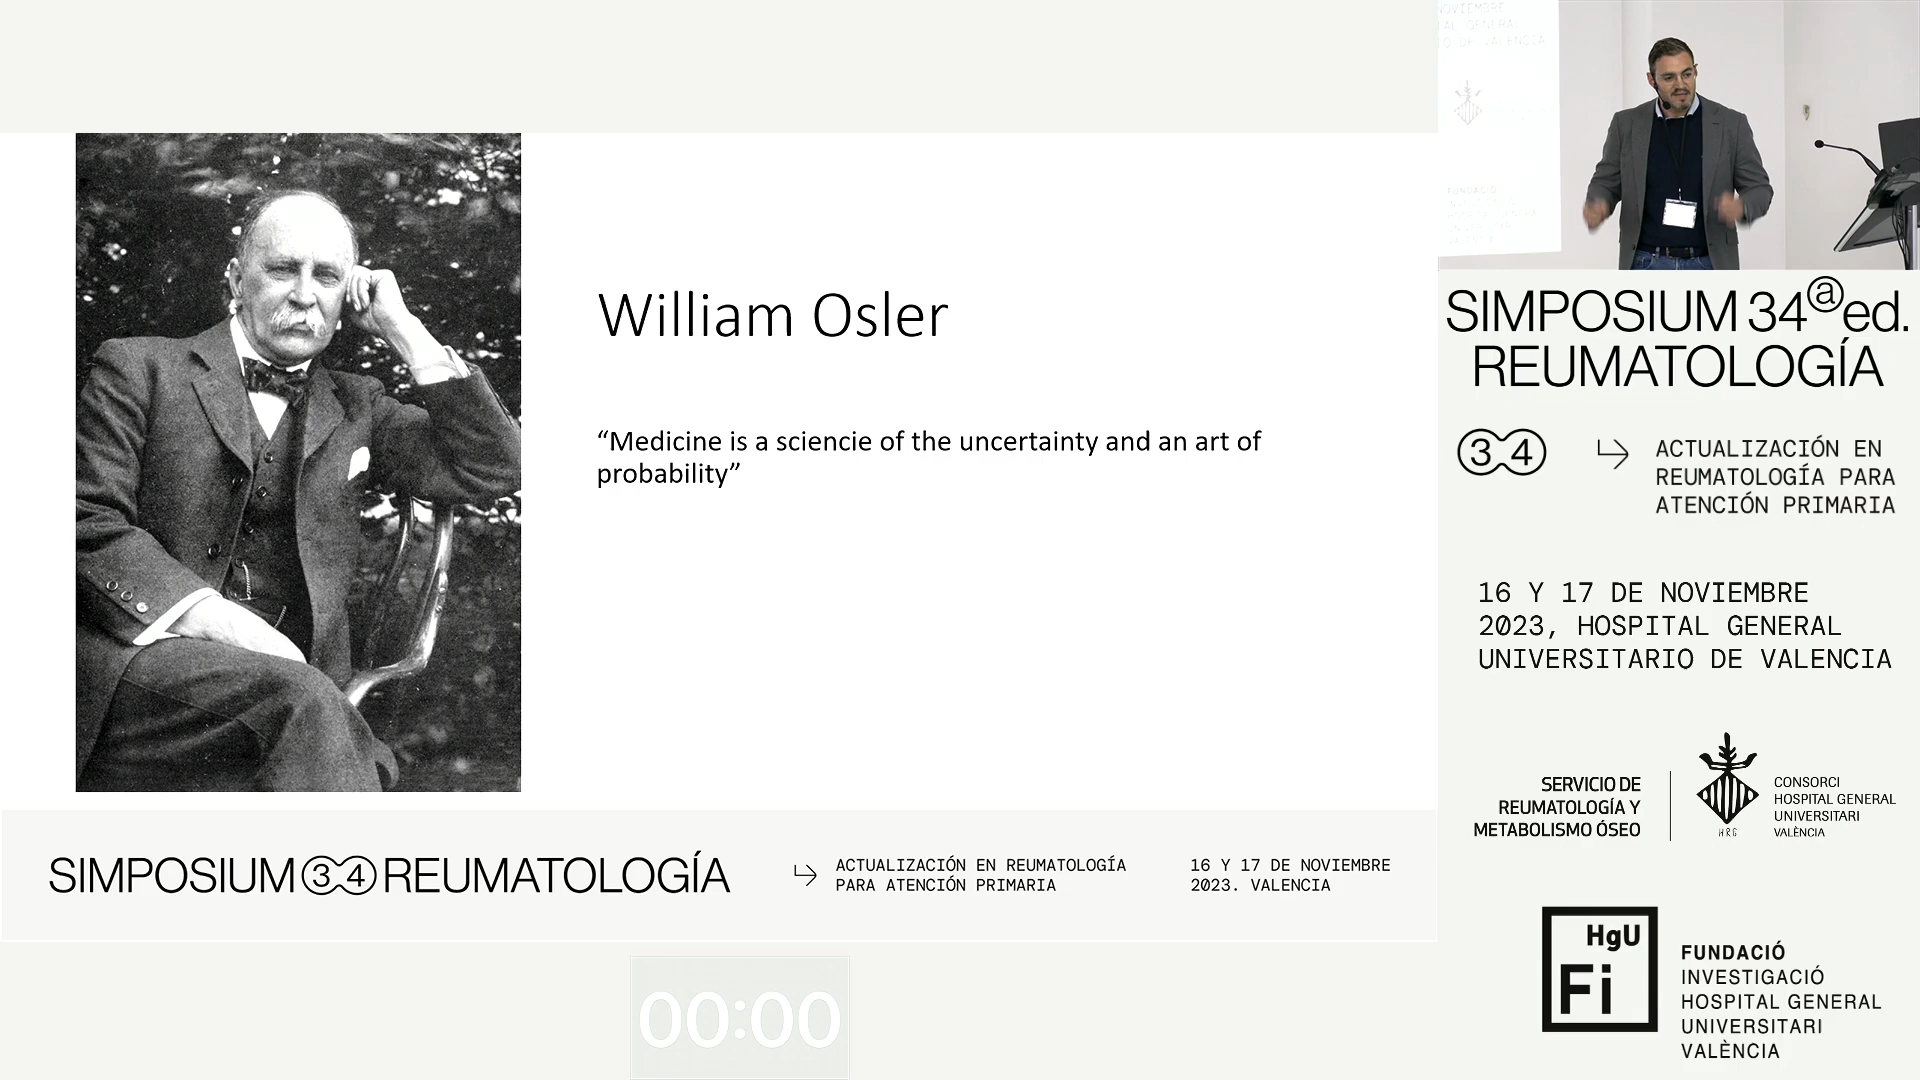 William Osler
“Medicine is a sciencie of the uncertainty and an art of
probability”
SIMPOSIUM 34 REUMATOLOGÍA
ACTUALIZACIÓN EN REUMATOLOGÍA
PARA ATENCIÓN PRIMARIA
16 Y 17 DE NOVIEMBRE
2023. VALENCIA
00:00
SIMPOSIUM 34ª ed.
REUMATOLOGÍA
34
ACTUALIZACIÓN EN
REUMATOLOGÍA PARA
ATENCIÓN PRIMARIA
16 Y 17 DE NOVIEMBRE
2023, HOSPITAL GENERAL
UNIVERSITARIO DE VALENCIA
SERVICIO DE
REUMATOLOGÍA Y
METABOLISMO ÓSEO
HRG
CONSORCI
HOSPITAL GENERAL
UNIVERSITARI
VALÈNCIA
HgU
Fi
FUNDACIÓ
INVESTIGACIÓ
HOSPITAL GENERAL
UNIVERSITARI
VALÈNCIA